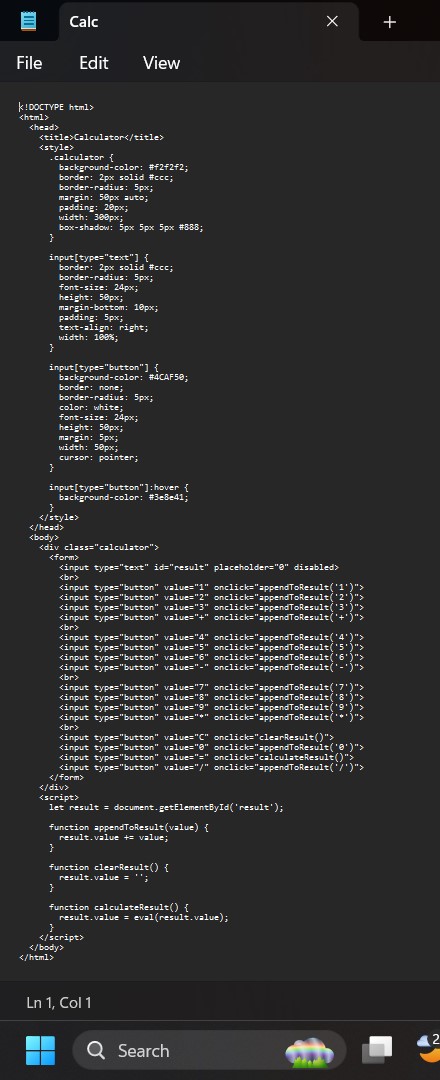 Calc
File Edit View
<!DOCTYPE html>
<html>
  <head>
    <title>Calculator</title>
    <style>
      .calculator {
        background-color: #f2f2f2;
        border: 2px solid #ccc;
        border-radius: 5px;
        margin: 50px auto;
        padding: 20px;
        width: 300px;
        box-shadow: 5px 5px 5px #888;
      }

      input[type="text"] {
        border: 2px solid #ccc;
        border-radius: 5px;
        font-size: 24px;
        height: 50px;
        margin-bottom: 10px;
        padding: 5px;
        text-align: right;
        width: 100%;
      }

      input[type="button"] {
        background-color: #4CAF50;
        border: none;
        border-radius: 5px;
        color: white;
        font-size: 24px;
        height: 50px;
        margin: 5px;
        width: 50px;
        cursor: pointer;
      }

      input[type="button"]:hover {
        background-color: #3e8e41;
      }
    </style>
  </head>
  <body>
    <div class="calculator">
      <form>
        <input type="text" id="result" placeholder="0" disabled>
        <br>
        <input type="button" value="1" onclick="appendToResult('1')">
        <input type="button" value="2" onclick="appendToResult('2')">
        <input type="button" value="3" onclick="appendToResult('3')">
        <input type="button" value="+" onclick="appendToResult('+')">
        <br>
        <input type="button" value="4" onclick="appendToResult('4')">
        <input type="button" value="5" onclick="appendToResult('5')">
        <input type="button" value="6" onclick="appendToResult('6')">
        <input type="button" value="-" onclick="appendToResult('-')">
        <br>
        <input type="button" value="7" onclick="appendToResult('7')">
        <input type="button" value="8" onclick="appendToResult('8')">
        <input type="button" value="9" onclick="appendToResult('9')">
        <input type="button" value="*" onclick="appendToResult('*')">
        <br>
        <input type="button" value="C" onclick="clearResult()">
        <input type="button" value="0" onclick="appendToResult('0')">
        <input type="button" value="=" onclick="calculateResult()">
        <input type="button" value="/" onclick="appendToResult('/')">
      </form>
    </div>
    <script>
      let result = document.getElementById('result');

      function appendToResult(value) {
        result.value += value;
      }

      function clearResult() {
        result.value = '';
      }

      function calculateResult() {
        result.value = eval(result.value);
      }
    </script>
  </body>
</html>
Ln 1, Col 1
Search
2